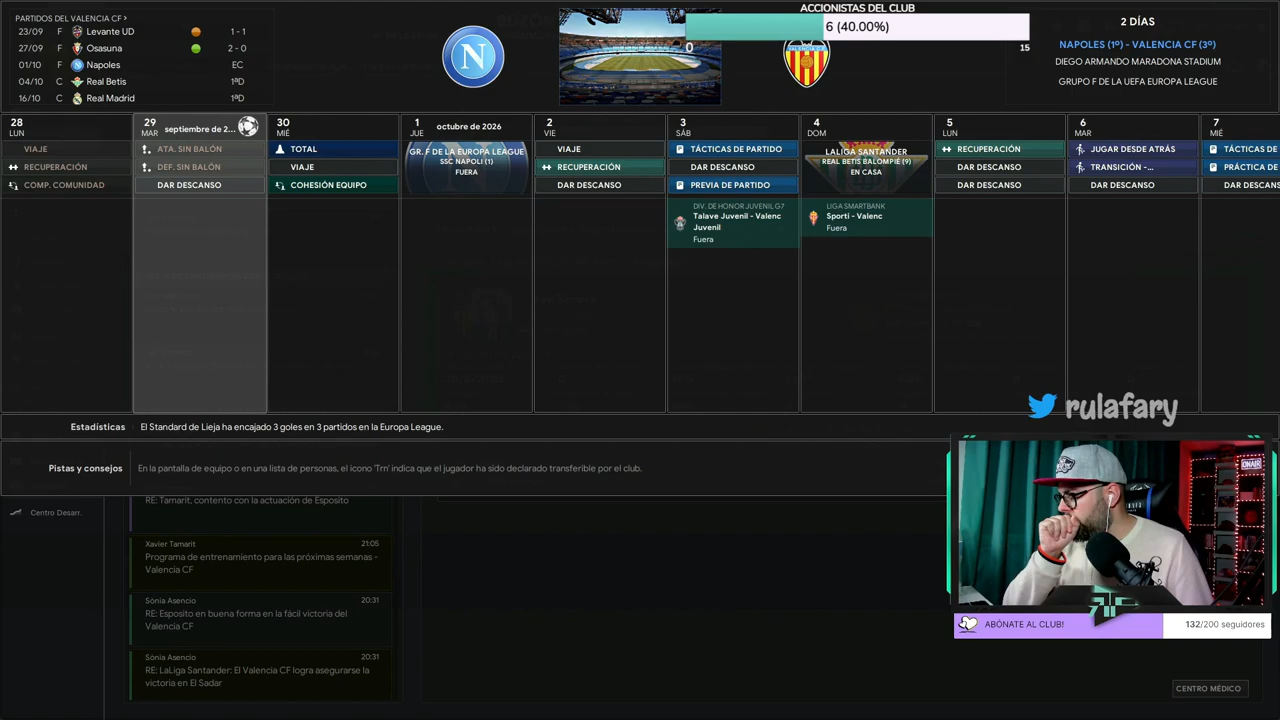 PARTIDOS DEL VALENCIA CF >
23/09 F Levante UD 1 - 1
27/09 F Osasuna 2 - 0
01/10 F Napoles EC
04/10 C Real Betis 1ªD
16/10 C Real Madrid 1ªD
ACCIONISTAS DEL CLUB
6 (40.00%)
0 15
2 DÍAS
NAPOLES (1º) - VALENCIA CF (3º)
DIEGO ARMANDO MARADONA STADIUM
GRUPO F DE LA UEFA EUROPA LEAGUE
28 LUN
VIAJE
RECUPERACIÓN
COMP. COMUNIDAD
29 MAR septiembre de 2...
ATA. SIN BALÓN
DEF. SIN BALÓN
DAR DESCANSO
30 MIÉ
TOTAL
VIAJE
COHESIÓN EQUIPO
1 JUE octubre de 2026
GR. F DE LA EUROPA LEAGUE
SSC NAPOLI (1)
FUERA
2 VIE
VIAJE
RECUPERACIÓN
DAR DESCANSO
3 SÁB
TÁCTICAS DE PARTIDO
DAR DESCANSO
PREVIA DE PARTIDO
DIV. DE HONOR JUVENIL G7
Talave Juvenil - Valenc
Juvenil
Fuera
4 DOM
LALIGA SANTANDER
REAL BETIS BALOMPIÉ (9)
EN CASA
LIGA SMARTBANK
Sporti - Valenc
Fuera
5 LUN
RECUPERACIÓN
DAR DESCANSO
DAR DESCANSO
6 MAR
JUGAR DESDE ATRÁS
TRANSICIÓN -...
DAR DESCANSO
7 MIÉ
TÁCTICAS DE
PRÁCTICA DE
DAR DESCANS
rulafary
Estadísticas El Standard de Lieja ha encajado 3 goles en 3 partidos en la Europa League.
Pistas y consejos En la pantalla de equipo o en una lista de personas, el icono 'Trn' indica que el jugador ha sido declarado transferible por el club.
Centro Desarr.
RE: Tamarit, contento con la actuación de Esposito
Xavier Tamarit 21:05
Programa de entrenamiento para las próximas semanas -
Valencia CF
Sònia Asencio 20:31
RE: Esposito en buena forma en la fácil victoria del
Valencia CF
Sònia Asencio 20:31
RE: LaLiga Santander: El Valencia CF logra asegurarse la
victoria en El Sadar
ON AIR
ABÓNATE AL CLUB! 132/200 seguidores
CENTRO MÉDICO